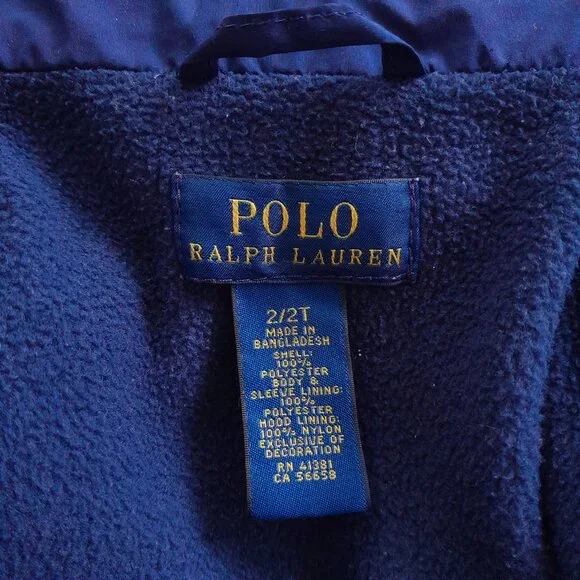 POLO
RALPH LAUREN
2/2T
MADE IN
BANGLADESH
SHELL:
100%
POLYESTER
BODY &
SLEEVE LINING:
100%
POLYESTER
HOOD LINING:
100% NYLON
EXCLUSIVE OF
DECORATION
RN 41381
CA 56658